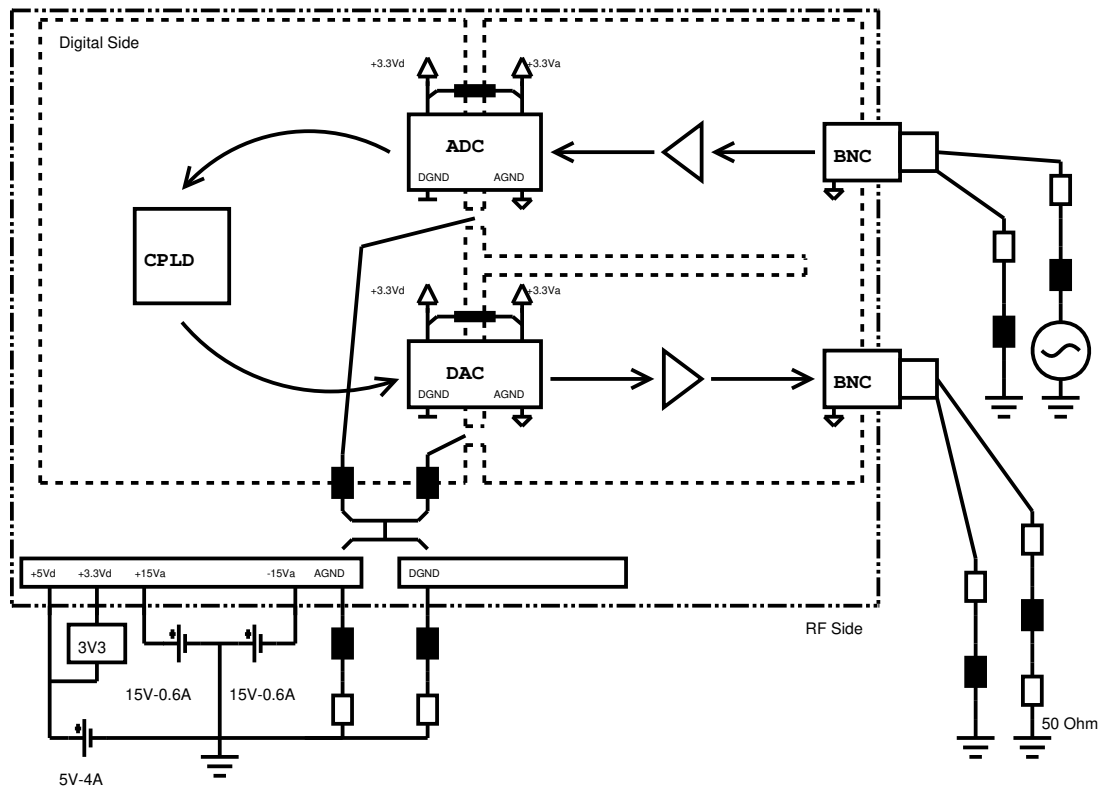 Digital Side
+3.3Vd
+3.3Va
ADC
BNC
DGND
AGND
CPLD
+3.3Vd
+3.3Va
DAC
BNC
DGND
AGND
+5Vd
+3.3Vd
+15Va
-15Va
AGND
DGND
RF Side
3V3
15V-0.6A
15V-0.6A
50 Ohm
5V-4A